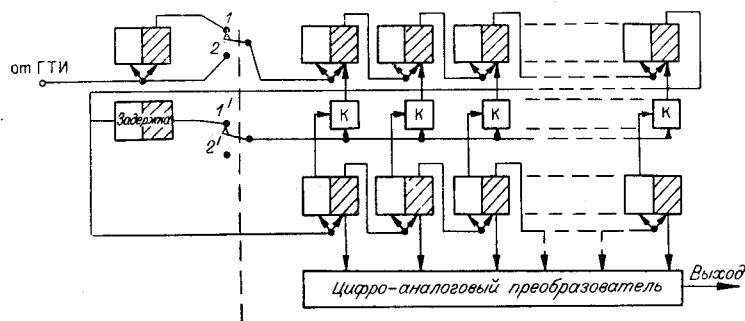 1
2
от ГТИ
Задержка
1'
2'
К
К
К
К
Цифро-аналоговый преобразователь
Выход